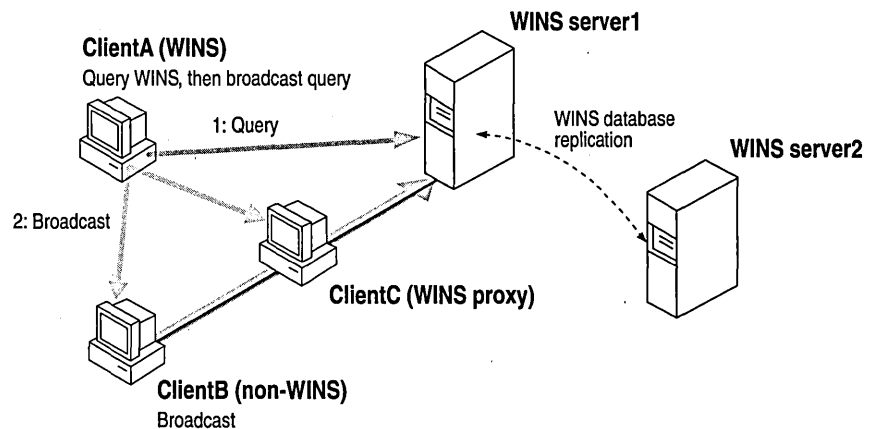 WINS server1
ClientA (WINS)
Query WINS, then broadcast query
1: Query
WINS database
replication
WINS server2
2: Broadcast
ClientC (WINS proxy)
ClientB (non-WINS)
Broadcast